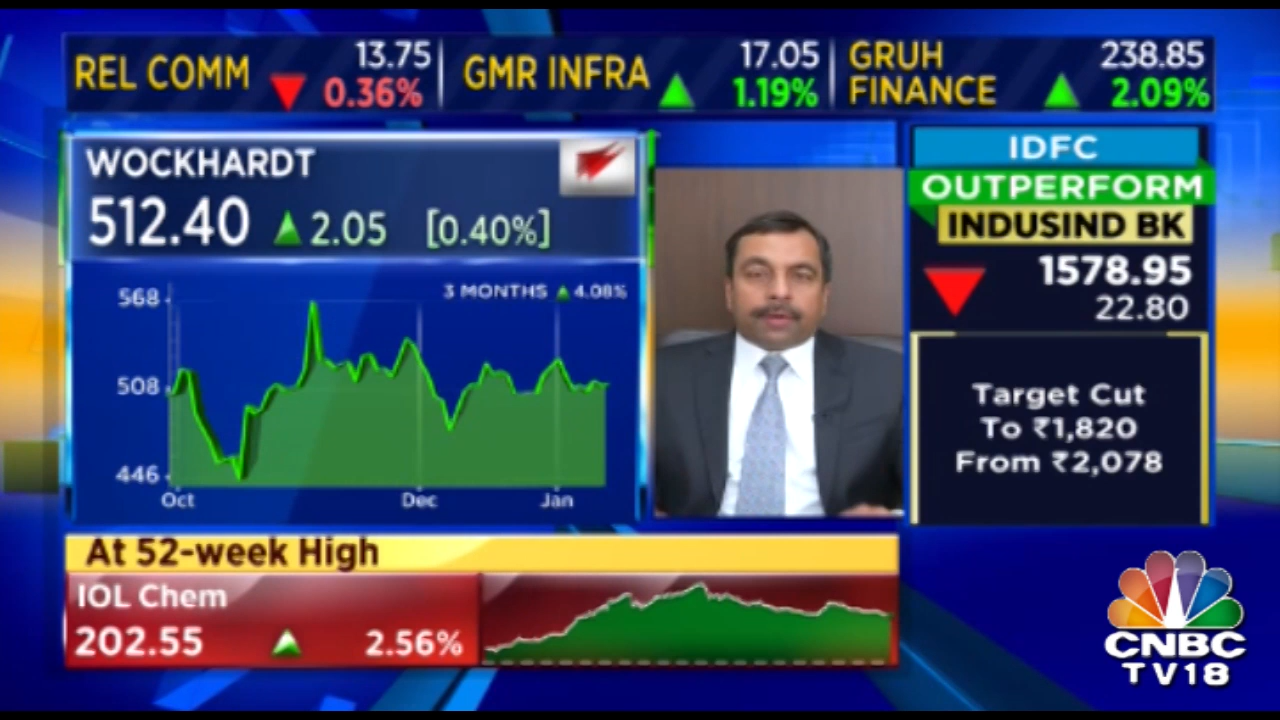 REL COMM 13.75
0.36%
GMR INFRA 17.05
1.19%
GRUH FINANCE 238.85
2.09%
WOCKHARDT
512.40 2.05 [0.40%]
3 MONTHS 4.08%
568
508
446
Oct Dec Jan
IDFC
OUTPERFORM
INDUSIND BK
1578.95
22.80
Target Cut
To ₹1,820
From ₹2,078
At 52-week High
IOL Chem
202.55 2.56%
CNBC
TV18